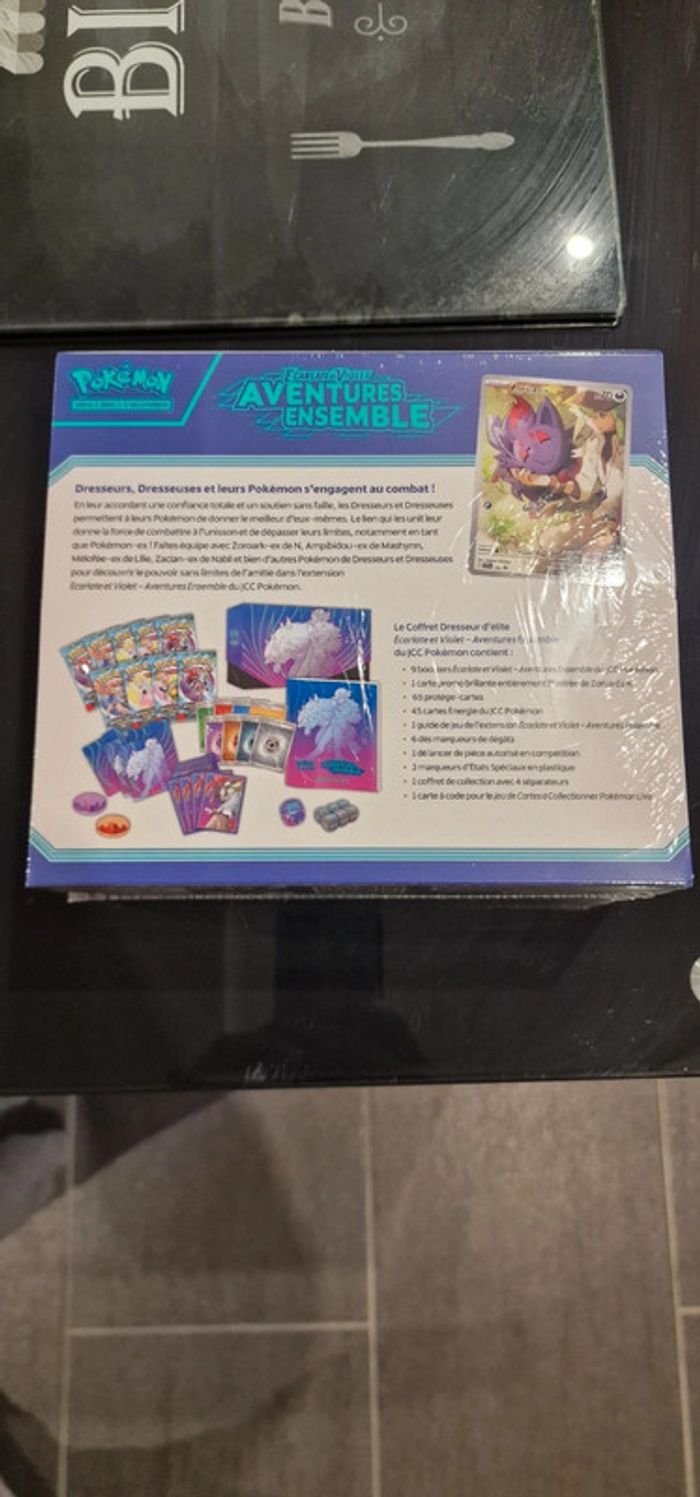 BI
B
POKÉMON
ÉCARLATE ET VIOLET
AVENTURES
ENSEMBLE
Dresseurs, Dresseuses et leurs Pokémon s'engagent au combat !
En leur accordant une confiance totale et un soutien sans faille, les Dresseurs et Dresseuses
permettent à leurs Pokémon de donner le meilleur d'eux-mêmes. Le lien qui les unit leur
donne la force de combattre à l'unisson et de dépasser leurs limites, notamment en tant
que Pokémon-ex ! Faites équipe avec Zoroark-ex de N, Ampibidou-ex de Mashynn,
Mélofée-ex de Lilie, Zacian-ex de Nabil et bien d'autres Pokémon de Dresseurs et Dresseuses
pour découvrir le pouvoir sans limites de l'amitié dans l'extension
Écarlate et Violet – Aventures Ensemble du JCC Pokémon.
Le Coffret Dresseur d'élite
Écarlate et Violet – Aventures Ensemble
du JCC Pokémon contient :
• 9 boosters Écarlate et Violet – Aventures Ensemble du JCC Pokémon
• 1 carte promo brillante entièrement illustrée de Zorua de N
• 65 protège-cartes
• 45 cartes Énergie du JCC Pokémon
• 1 guide de jeu de l'extension Écarlate et Violet – Aventures Ensemble
• 6 dés marqueurs de dégâts
• 1 dé lancer de pièce autorisé en compétition
• 2 marqueurs d'États Spéciaux en plastique
• 1 coffret de collection avec 4 séparateurs
• 1 carte à code pour le Jeu de Cartes à Collectionner Pokémon Live